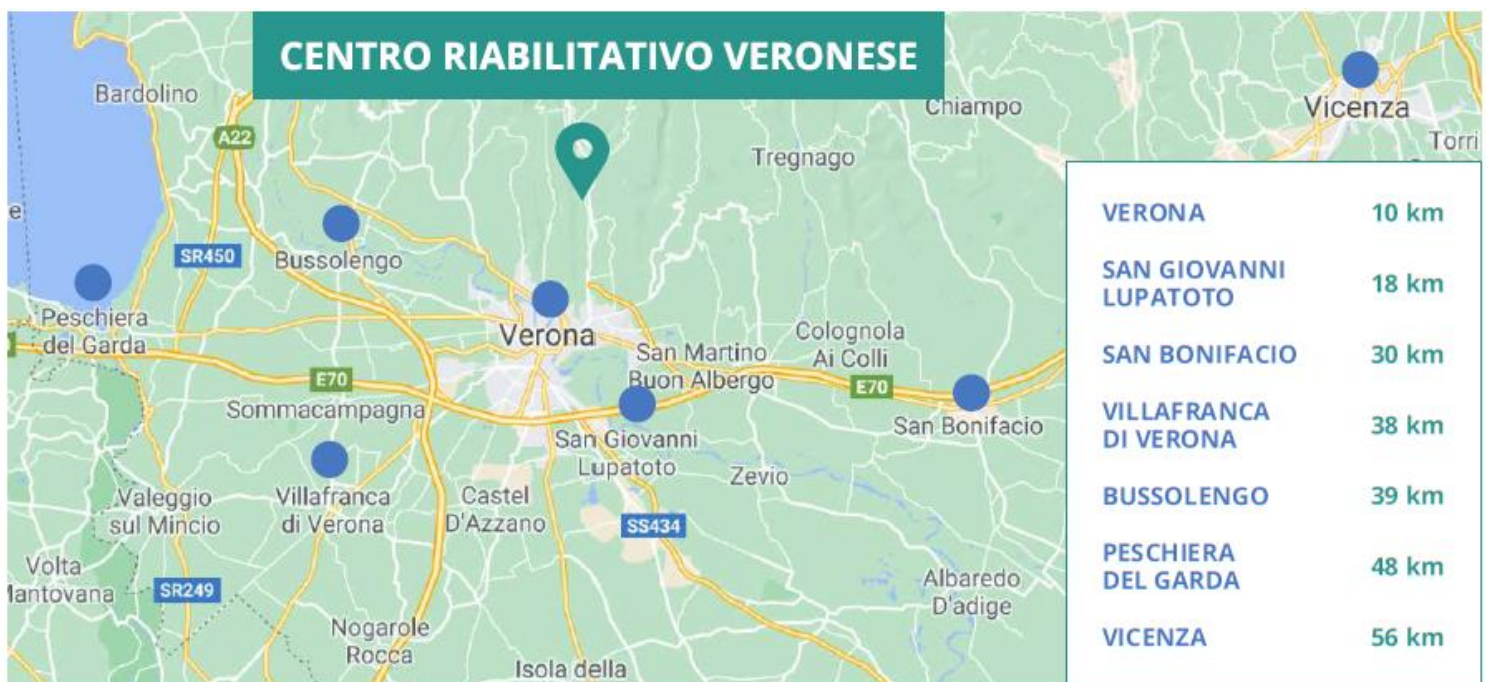 CENTRO RIABILITATIVO VERONESE
Bardolino
A22
Chiampo
Vicenza
Torri
Tregnago
e
SR450
Bussolengo
Peschiera
del Garda
Verona
San Martino
Buon Albergo
Colognola
Ai Colli
E70
E70
Sommacampagna
San Giovanni
Lupatoto
San Bonifacio
Valeggio
sul Mincio
Villafranca
di Verona
Castel
D'Azzano
Zevio
SS434
Volta
Mantovana
SR249
Nogarole
Rocca
Isola della
Albaredo
D'adige
VERONA 10 km
SAN GIOVANNI
LUPATOTO 18 km
SAN BONIFACIO 30 km
VILLAFRANCA
DI VERONA 38 km
BUSSOLENGO 39 km
PESCHIERA
DEL GARDA 48 km
VICENZA 56 km